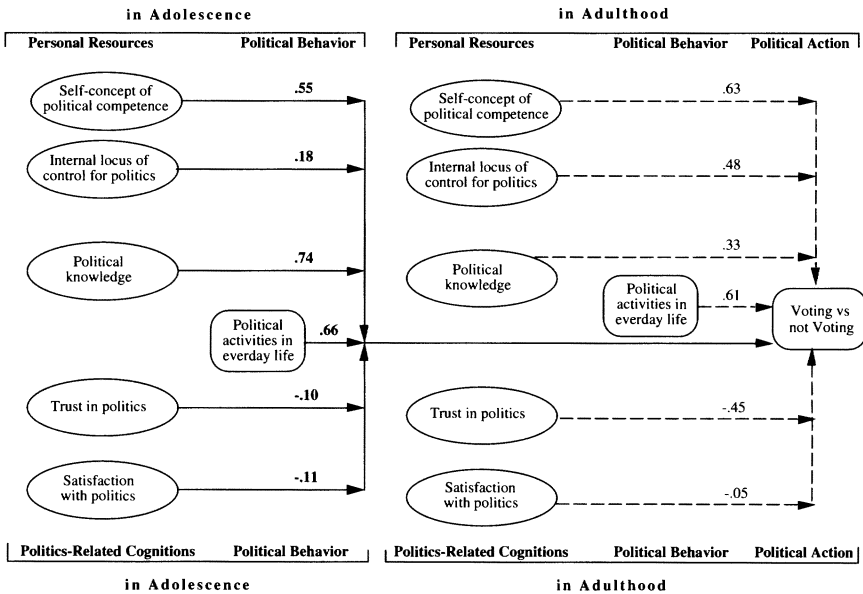 in Adolescence
in Adulthood
Personal Resources Political Behavior
Personal Resources Political Behavior Political Action
Self-concept of
political competence
.55
Internal locus of
control for politics
.18
Political
knowledge
.74
Political
activities in
everday life
.66
Trust in politics
-.10
Satisfaction
with politics
-.11
Self-concept of
political competence
.63
Internal locus of
control for politics
.48
Political
knowledge
.33
Political
activities in
everday life
.61
Voting vs
not Voting
Trust in politics
-.45
Satisfaction
with politics
-.05
Politics-Related Cognitions Political Behavior
Politics-Related Cognitions Political Behavior Political Action
in Adolescence
in Adulthood